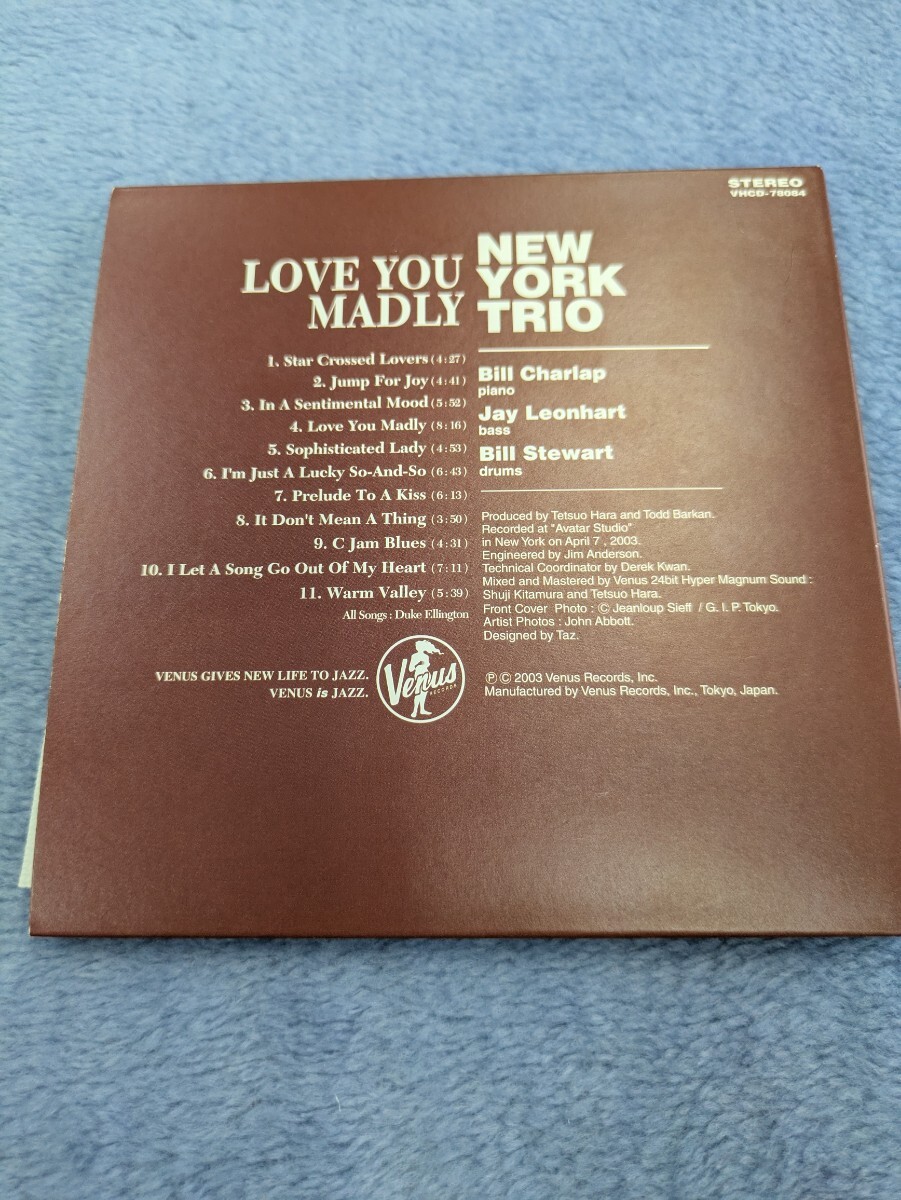 STEREO
VHCD-78084
LOVE YOU
MADLY
NEW
YORK
TRIO
1. Star Crossed Lovers (4:27)
2. Jump For Joy (4:41)
3. In A Sentimental Mood (5:52)
4. Love You Madly (8:16)
5. Sophisticated Lady (4:53)
6. I'm Just A Lucky So-And-So (6:43)
7. Prelude To A Kiss (6:13)
8. It Don't Mean A Thing (3:50)
9. C Jam Blues (4:31)
10. I Let A Song Go Out Of My Heart (7:11)
11. Warm Valley (5:39)
All Songs : Duke Ellington
Bill Charlap
piano
Jay Leonhart
bass
Bill Stewart
drums
Produced by Tetsuo Hara and Todd Barkan.
Recorded at "Avatar Studio"
in New York on April 7 , 2003.
Engineered by Jim Anderson.
Technical Coordinator by Derek Kwan.
Mixed and Mastered by Venus 24bit Hyper Magnum Sound :
Shuji Kitamura and Tetsuo Hara.
Front Cover Photo : © Jeanloup Sieff / G. I. P. Tokyo.
Artist Photos : John Abbott.
Designed by Taz.
VENUS GIVES NEW LIFE TO JAZZ.
VENUS is JAZZ.
Venus
RECORDS
℗ © 2003 Venus Records, Inc.
Manufactured by Venus Records, Inc., Tokyo, Japan.